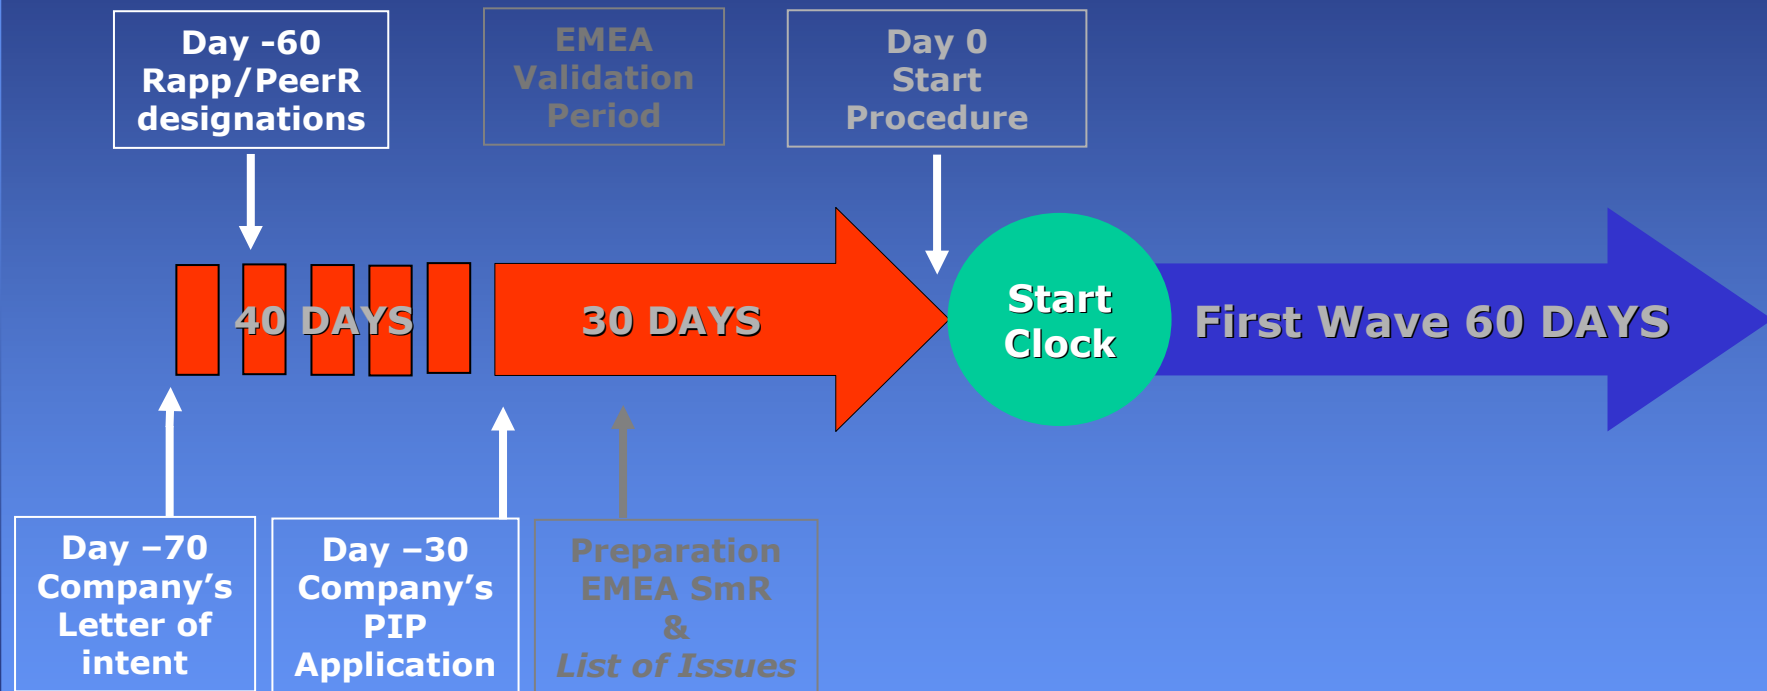 Day -60
Rapp/PeerR
designations
EMEA
Validation
Period
Day 0
Start
Procedure
40 DAYS
30 DAYS
Start
Clock
First Wave 60 DAYS
Day –70
Company’s
Letter of
intent
Day –30
Company’s
PIP
Application
Preparation
EMEA SmR
&
List of Issues